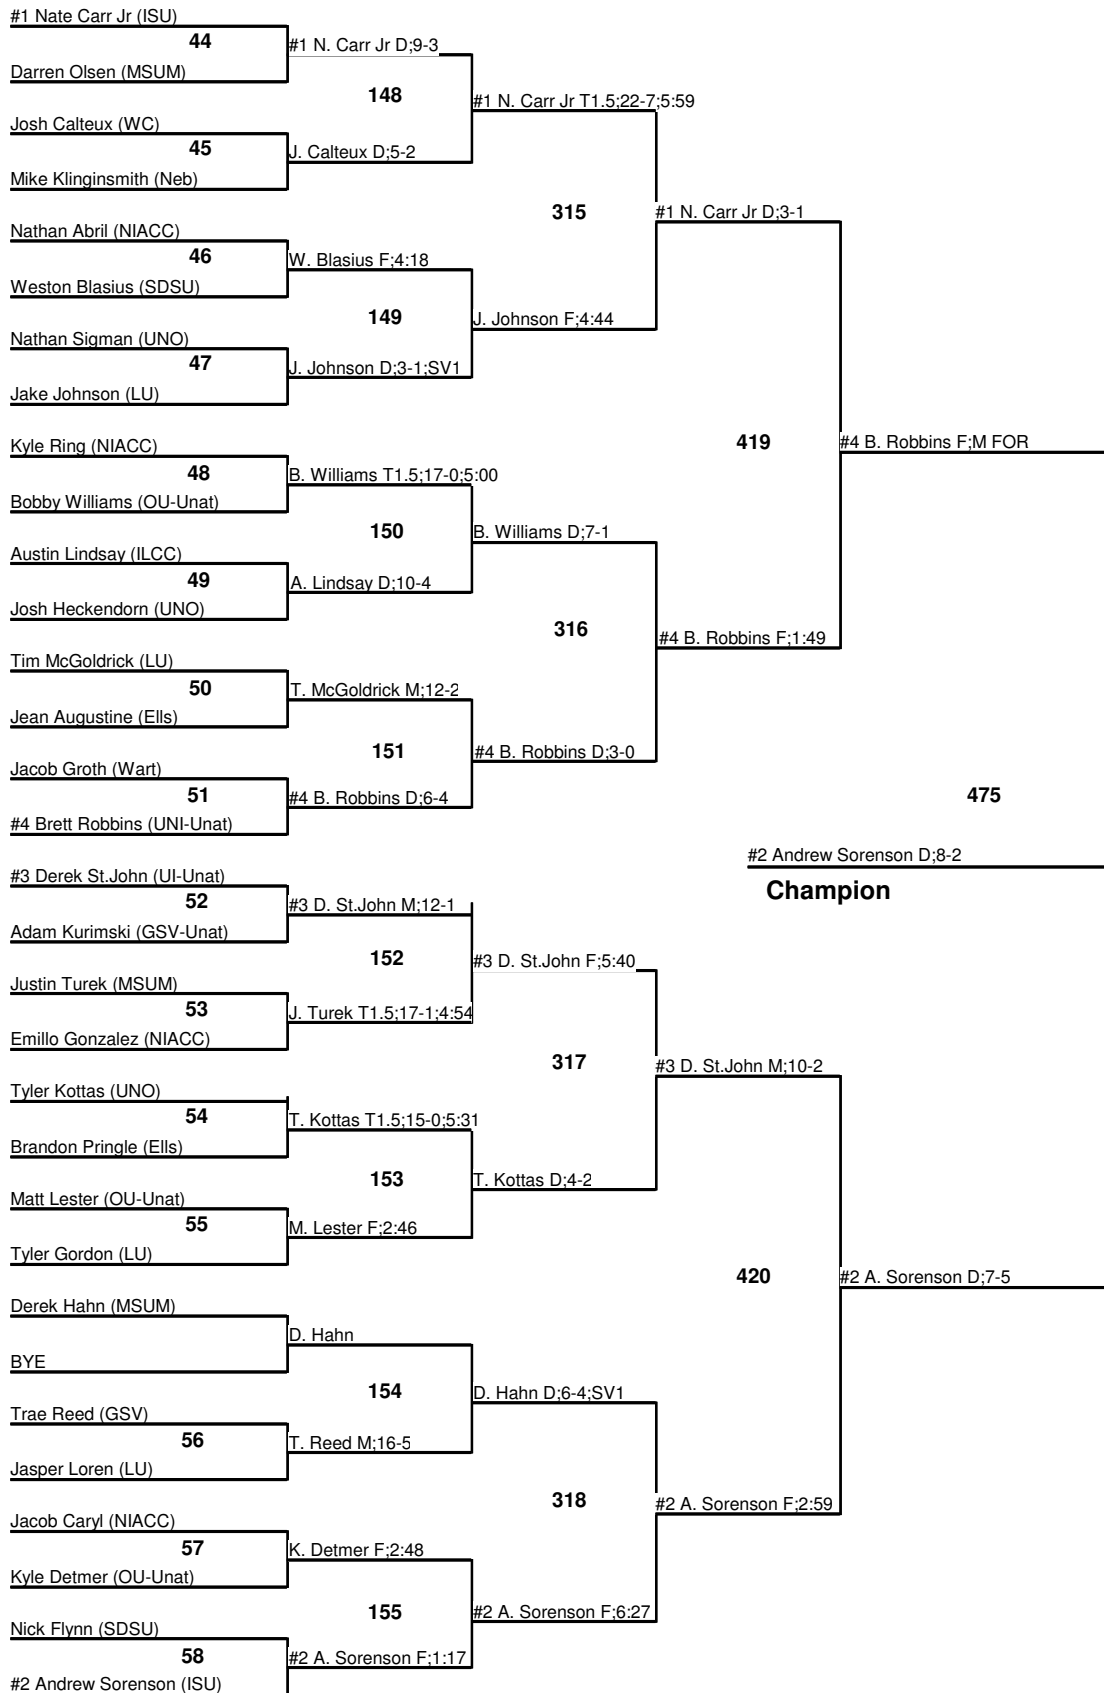 #1 Nate Carr Jr (ISU)
44
#1 N. Carr Jr D;9-3
Darren Olsen (MSUM)
148
#1 N. Carr Jr T1.5;22-7;5:59
Josh Calteux (WC)
45
J. Calteux D;5-2
Mike Klinginsmith (Neb)
315
#1 N. Carr Jr D;3-1
Nathan Abril (NIACC)
46
W. Blasius F;4:18
Weston Blasius (SDSU)
149
J. Johnson F;4:44
Nathan Sigman (UNO)
47
J. Johnson D;3-1;SV1
Jake Johnson (LU)
419
#4 B. Robbins F;M FOR
Kyle Ring (NIACC)
48
B. Williams T1.5;17-0;5:00
Bobby Williams (OU-Unat)
150
B. Williams D;7-1
Austin Lindsay (ILCC)
49
A. Lindsay D;10-4
Josh Heckendorn (UNO)
316
#4 B. Robbins F;1:49
Tim McGoldrick (LU)
50
T. McGoldrick M;12-2
Jean Augustine (Ells)
151
#4 B. Robbins D;3-0
Jacob Groth (Wart)
51
#4 B. Robbins D;6-4
#4 Brett Robbins (UNI-Unat)
475
#2 Andrew Sorenson D;8-2
Champion
#3 Derek St.John (UI-Unat)
52
#3 D. St.John M;12-1
Adam Kurimski (GSV-Unat)
152
#3 D. St.John F;5:40
Justin Turek (MSUM)
53
J. Turek T1.5;17-1;4:54
Emillo Gonzalez (NIACC)
317
#3 D. St.John M;10-2
Tyler Kottas (UNO)
54
T. Kottas T1.5;15-0;5:31
Brandon Pringle (Ells)
153
T. Kottas D;4-2
Matt Lester (OU-Unat)
55
M. Lester F;2:46
Tyler Gordon (LU)
420
#2 A. Sorenson D;7-5
Derek Hahn (MSUM)
D. Hahn
BYE
154
D. Hahn D;6-4;SV1
Trae Reed (GSV)
56
T. Reed M;16-5
Jasper Loren (LU)
318
#2 A. Sorenson F;2:59
Jacob Caryl (NIACC)
57
K. Detmer F;2:48
Kyle Detmer (OU-Unat)
155
#2 A. Sorenson F;6:27
Nick Flynn (SDSU)
58
#2 A. Sorenson F;1:17
#2 Andrew Sorenson (ISU)